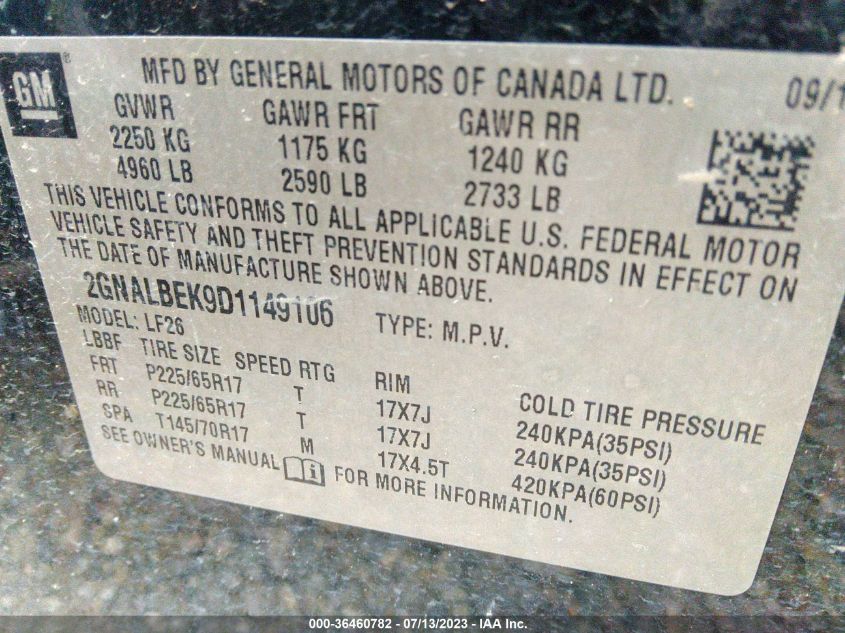 GM®
MFD BY GENERAL MOTORS OF CANADA LTD. 09/1
GVWR GAWR FRT GAWR RR
2250 KG 1175 KG 1240 KG
4960 LB 2590 LB 2733 LB
THIS VEHICLE CONFORMS TO ALL APPLICABLE U.S. FEDERAL MOTOR
VEHICLE SAFETY AND THEFT PREVENTION STANDARDS IN EFFECT ON
THE DATE OF MANUFACTURE SHOWN ABOVE.
2GNALBEK9D1149106 TYPE: M.P.V.
MODEL: LF26
LBBF TIRE SIZE SPEED RTG RIM COLD TIRE PRESSURE
FRT P225/65R17 T 17X7J 240KPA(35PSI)
RR P225/65R17 T 17X7J 240KPA(35PSI)
SPA T145/70R17 M 17X4.5T 420KPA(60PSI)
SEE OWNER'S MANUAL FOR MORE INFORMATION.
000-36460782 - 07/13/2023 - IAA Inc.